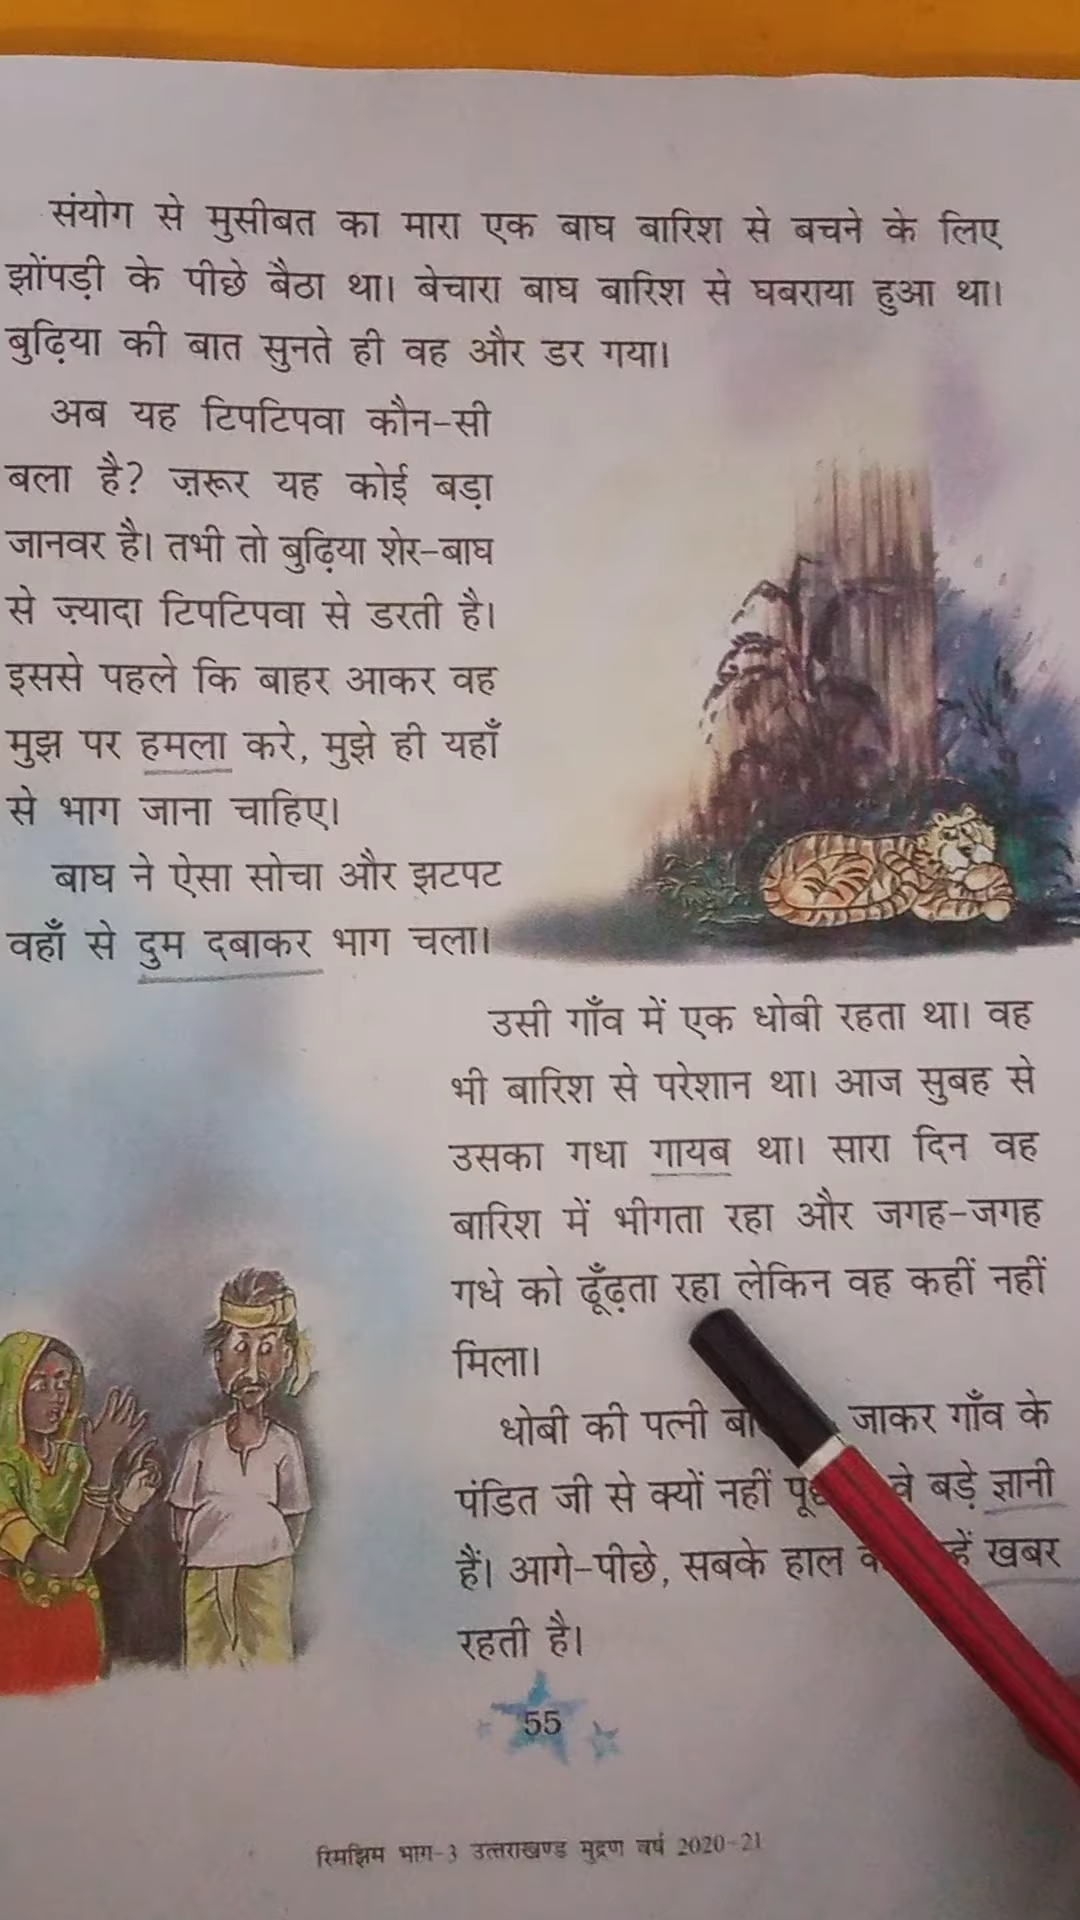 संयोग से मुसीबत का मारा एक बाघ बारिश से बचने के लिए
झोंपड़ी के पीछे बैठा था। बेचारा बाघ बारिश से घबराया हुआ था।
बुढ़िया की बात सुनते ही वह और डर गया।
अब यह टिपटिपवा कौन-सी
बला है? ज़रूर यह कोई बड़ा
जानवर है। तभी तो बुढ़िया शेर-बाघ
से ज़्यादा टिपटिपवा से डरती है।
इससे पहले कि बाहर आकर वह
मुझ पर हमला करे, मुझे ही यहाँ
से भाग जाना चाहिए।
बाघ ने ऐसा सोचा और झटपट
वहाँ से दुम दबाकर भाग चला।
उसी गाँव में एक धोबी रहता था। वह
भी बारिश से परेशान था। आज सुबह से
उसका गधा गायब था। सारा दिन वह
बारिश में भीगता रहा और जगह-जगह
गधे को ढूँढ़ता रहा लेकिन वह कहीं नहीं
मिला।
धोबी की पत्नी जाकर गाँव के
पंडित जी से क्यों नहीं वे बड़े ज्ञानी
हैं। आगे-पीछे, सबके हाल खबर
रहती है।
55
रिमझिम भाग-3 उत्तराखण्ड मुद्रण वर्ष 2020-21